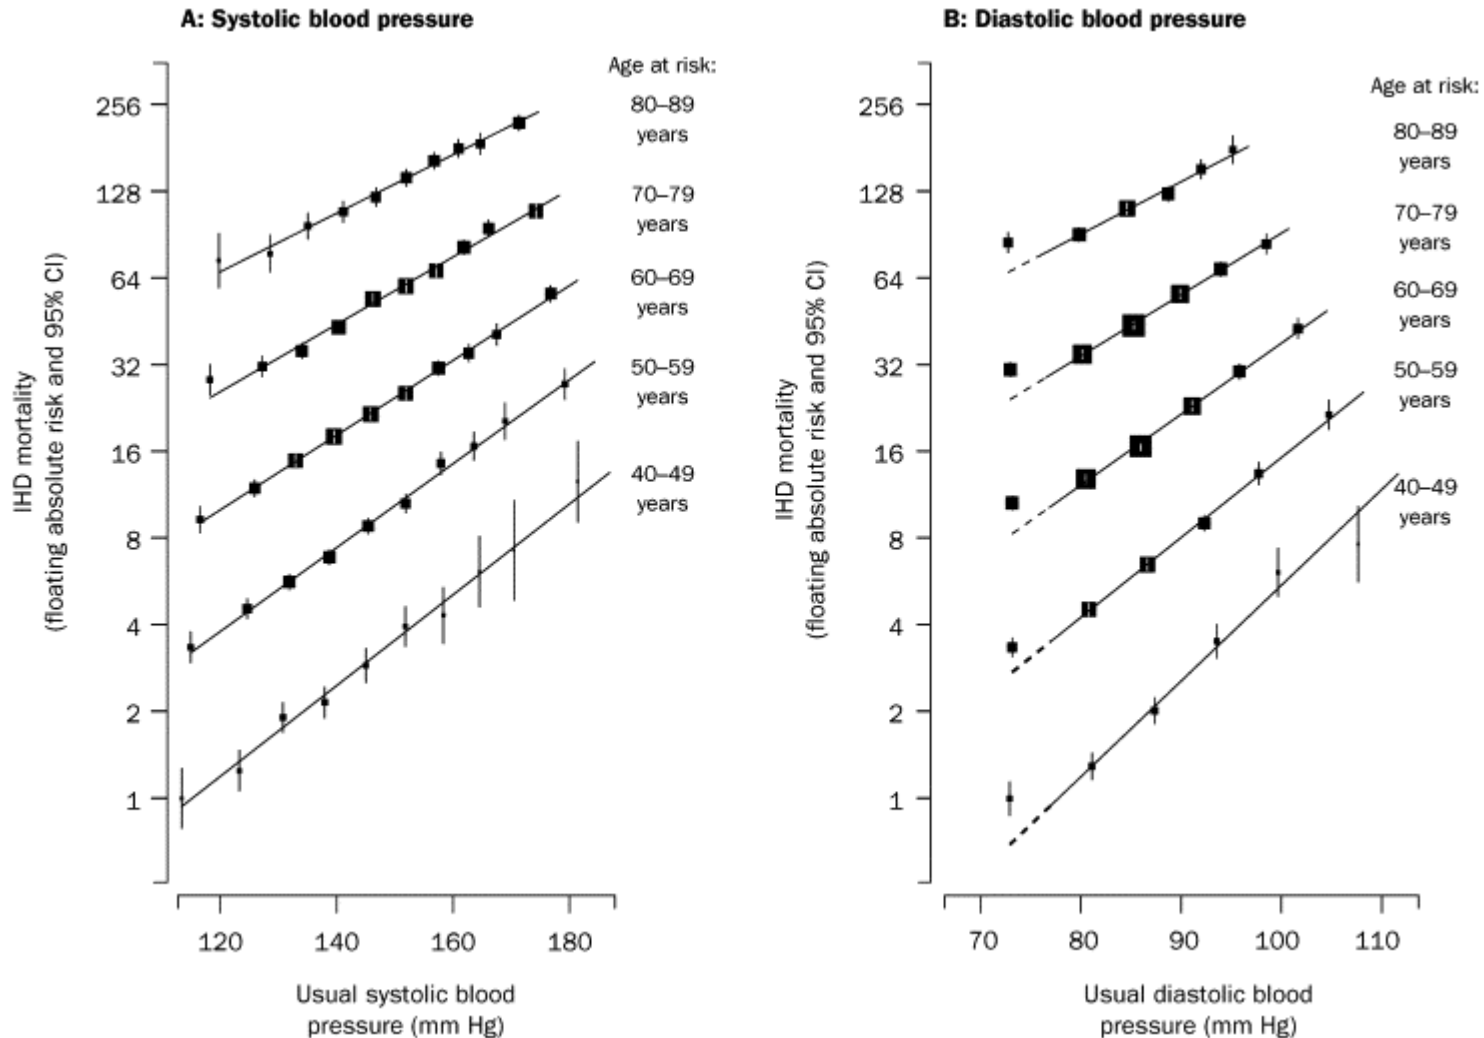 A: Systolic blood pressure
Age at risk:
256
128
64
32
16
8
4
2
1
IHD mortality
(floating absolute risk and 95% CI)
80–89
years
70–79
years
60–69
years
50–59
years
40–49
years
120 140 160 180
Usual systolic blood
pressure (mm Hg)
B: Diastolic blood pressure
Age at risk:
256
128
64
32
16
8
4
2
1
IHD mortality
(floating absolute risk and 95% CI)
80–89
years
70–79
years
60–69
years
50–59
years
40–49
years
70 80 90 100 110
Usual diastolic blood
pressure (mm Hg)